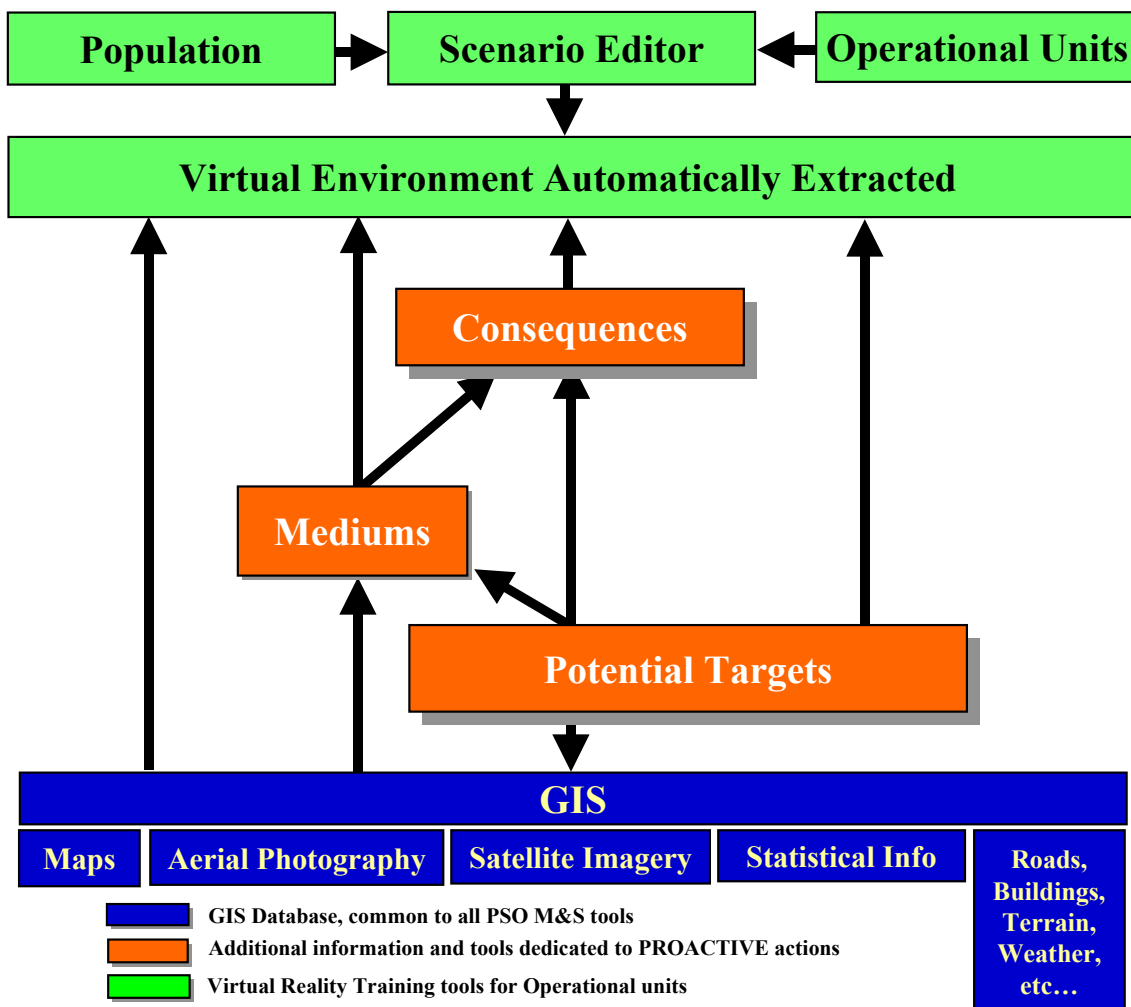 Population
Scenario Editor
Operational Units
Virtual Environment Automatically Extracted
Consequences
Mediums
Potential Targets
GIS
Maps
Aerial Photography
Satellite Imagery
Statistical Info
Roads,
Buildings,
Terrain,
Weather,
etc…
GIS Database, common to all PSO M&S tools
Additional information and tools dedicated to PROACTIVE actions
Virtual Reality Training tools for Operational units